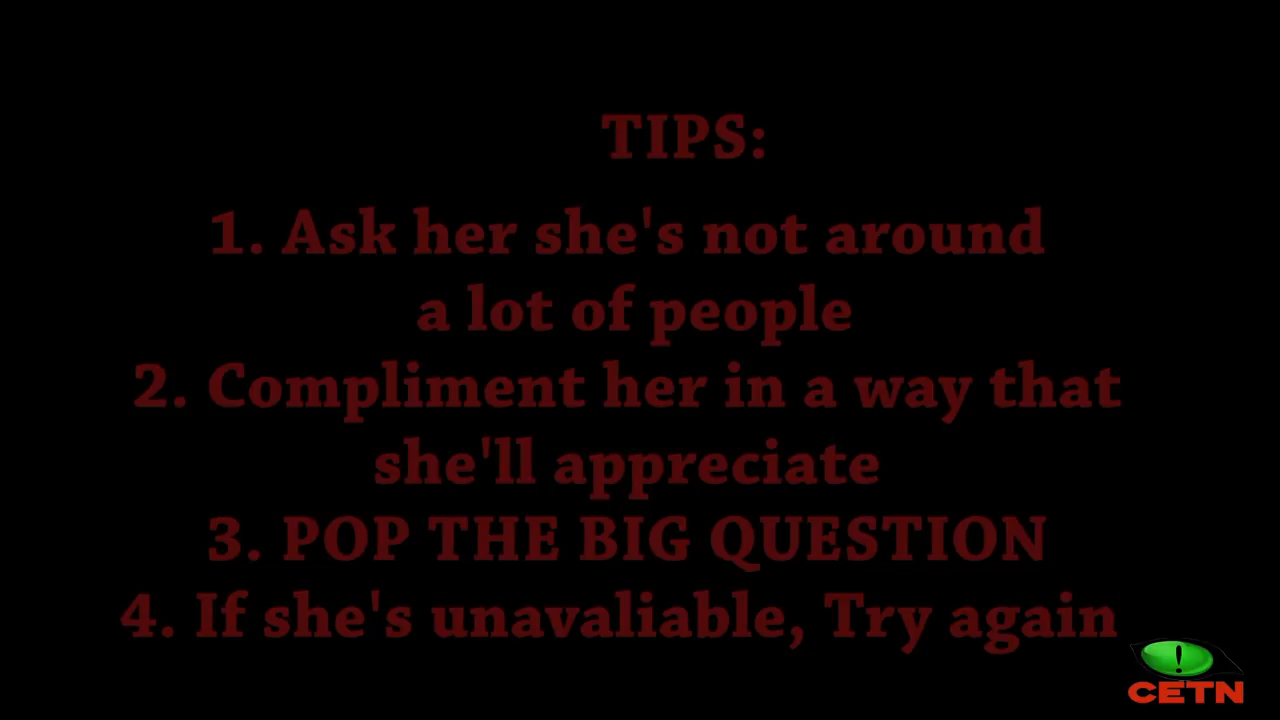 TIPS:
1. Ask her she's not around
a lot of people
2. Compliment her in a way that
she'll appreciate
3. POP THE BIG QUESTION
4. If she's unavaliable, Try again
!
CETN